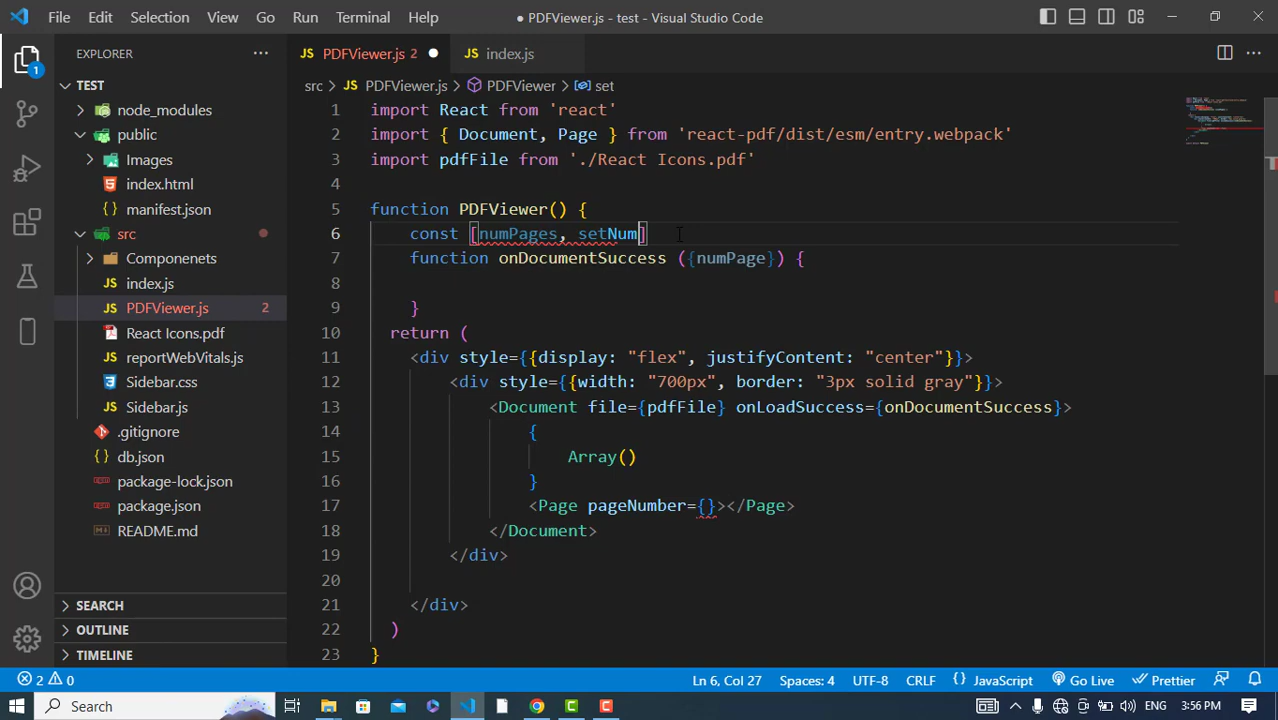 File Edit Selection View Go Run Terminal Help
● PDFViewer.js - test - Visual Studio Code
EXPLORER
1
TEST
node_modules
public
Images
index.html
manifest.json
src
Componenets
index.js
PDFViewer.js 2
React Icons.pdf
reportWebVitals.js
Sidebar.css
Sidebar.js
.gitignore
db.json
package-lock.json
package.json
README.md
SEARCH
OUTLINE
TIMELINE
JS PDFViewer.js 2 ●
JS index.js
src > JS PDFViewer.js > PDFViewer > set
1 import React from 'react'
2 import { Document, Page } from 'react-pdf/dist/esm/entry.webpack'
3 import pdfFile from './React Icons.pdf'
4
5 function PDFViewer() {
6 const [numPages, setNum]
7 function onDocumentSuccess ({numPage}) {
8
9 }
10 return (
11 <div style={{display: "flex", justifyContent: "center"}}>
12 <div style={{width: "700px", border: "3px solid gray"}}>
13 <Document file={pdfFile} onLoadSuccess={onDocumentSuccess}>
14 {
15 Array()
16 }
17 <Page pageNumber={}></Page>
18 </Document>
19 </div>
20
21 </div>
22 )
23 }
2 0
Ln 6, Col 27 Spaces: 4 UTF-8 CRLF {} JavaScript Go Live Prettier
Search
ENG 3:56 PM